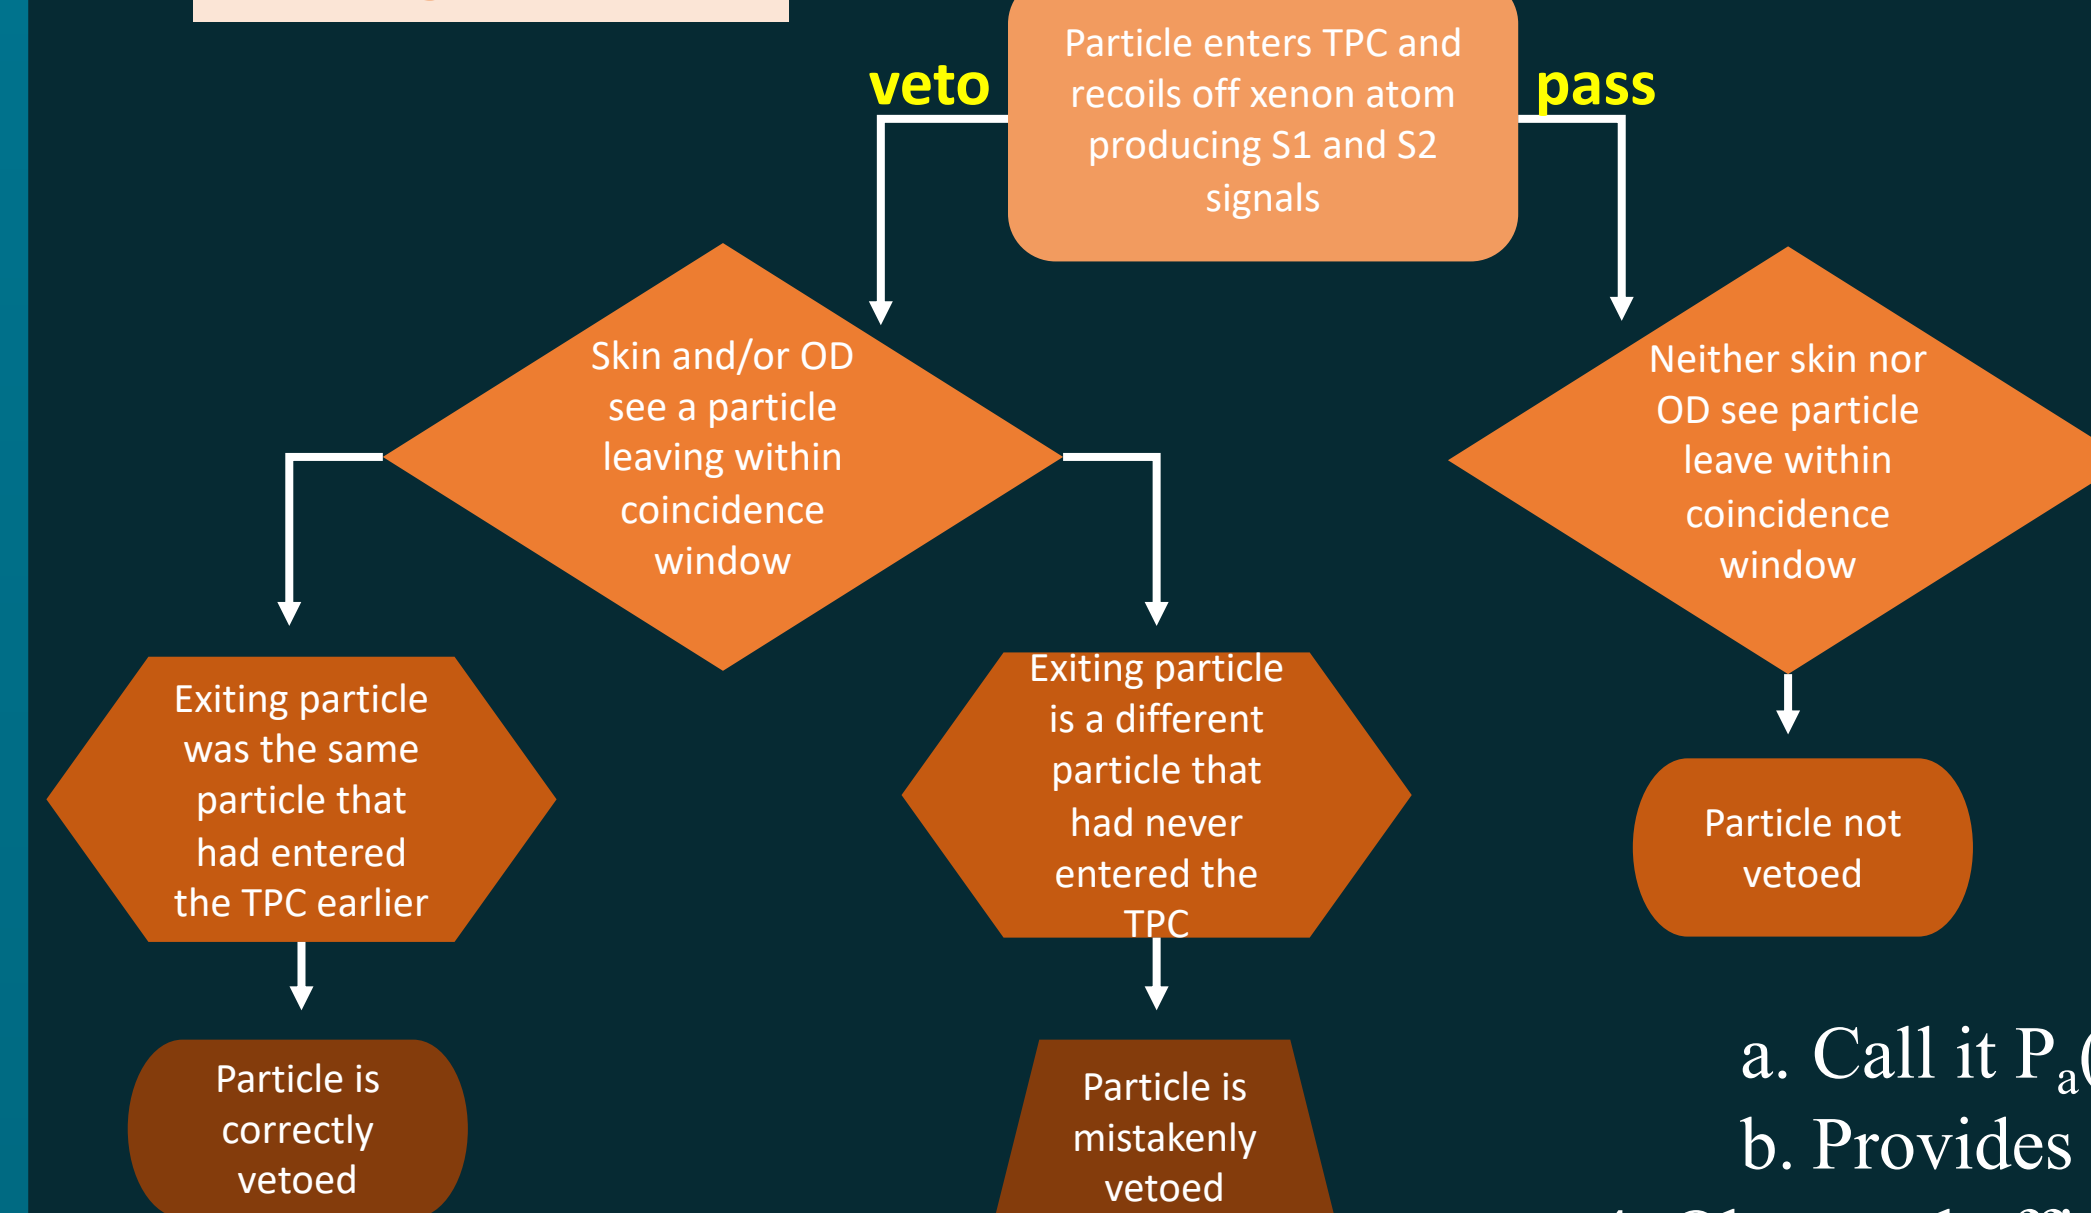 Particle enters TPC and
recoils off xenon atom
producing S1 and S2
signals
veto
pass
Skin and/or OD
see a particle
leaving within
coincidence
window
Neither skin nor
OD see particle
leave within
coincidence
window
Exiting particle
was the same
particle that
had entered
the TPC earlier
Exiting particle
is a different
particle that
had never
entered the
TPC
Particle not
vetoed
Particle is
correctly
vetoed
Particle is
mistakenly
vetoed
a. Call it Pa(
b. Provides